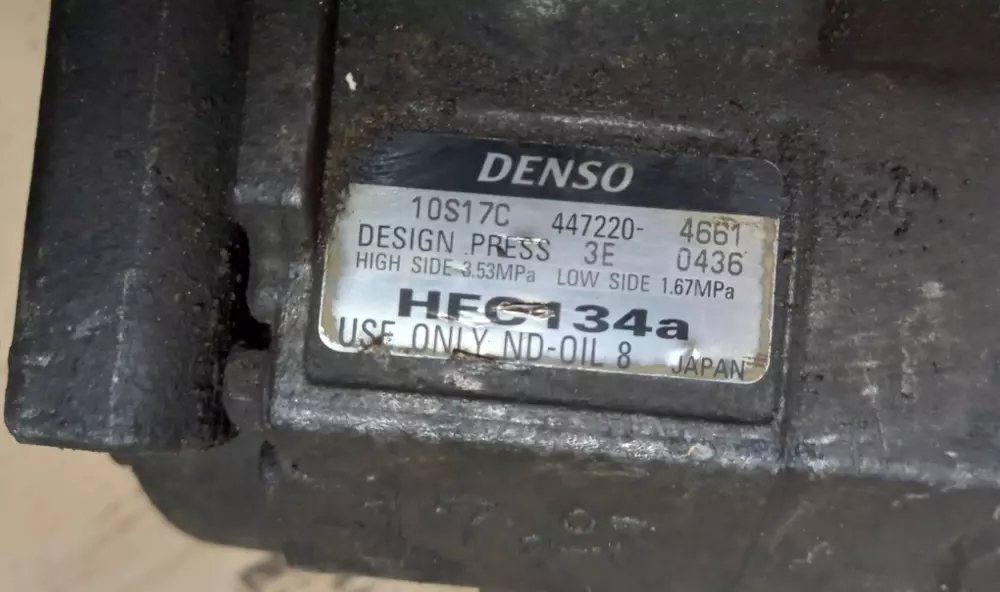 DENSO
10S17C 447220- 4661
DESIGN PRESS 3E 0436
HIGH SIDE 3.53MPa LOW SIDE 1.67MPa
HFC134a
USE ONLY ND-OIL 8 JAPAN